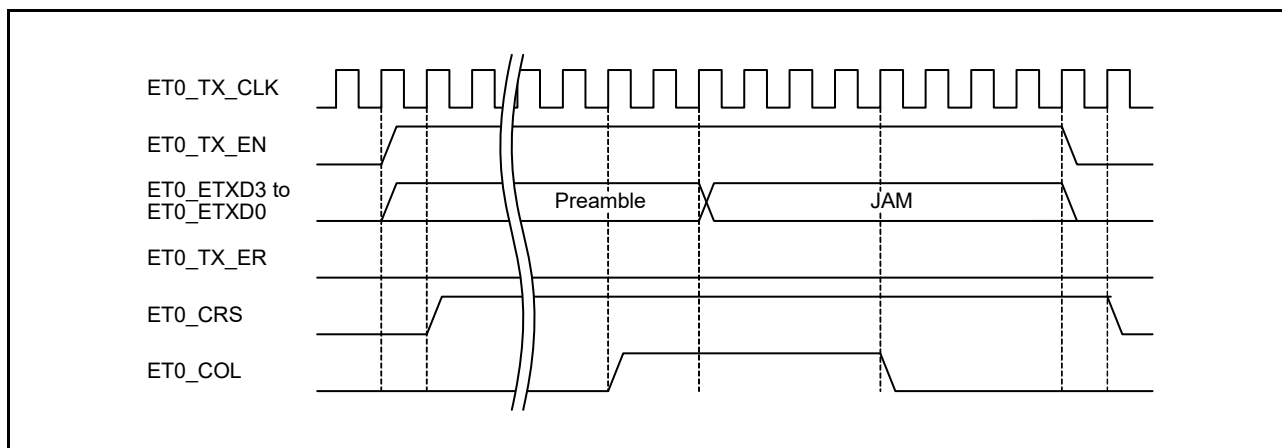 ET0_TX_CLK
ET0_TX_EN
ET0_ETXD3 to
ET0_ETXD0
Preamble
JAM
ET0_TX_ER
ET0_CRS
ET0_COL